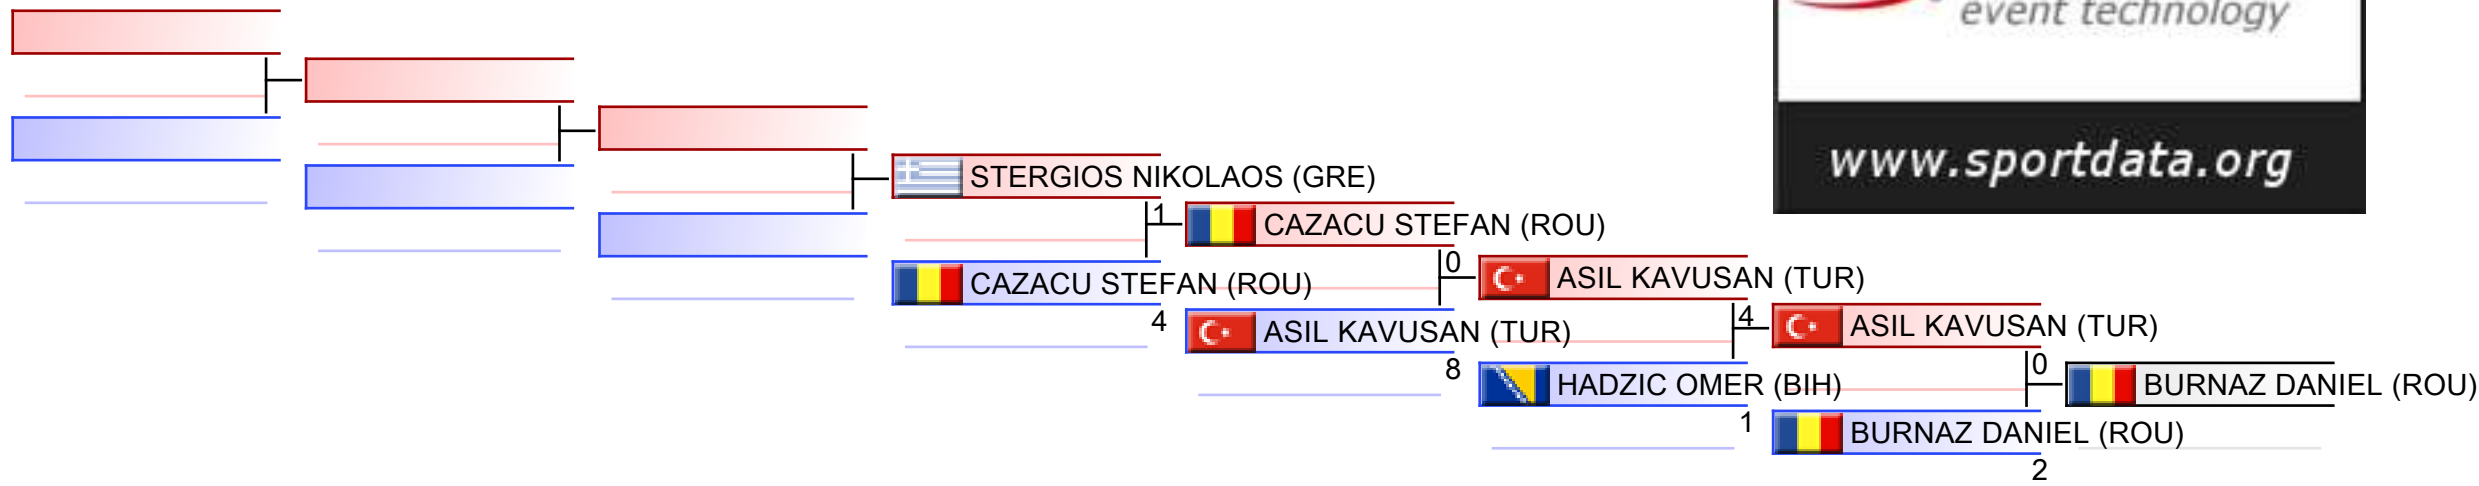 event technology
www.sportdata.org
STERGIOS NIKOLAOS (GRE)
1
CAZACU STEFAN (ROU)
CAZACU STEFAN (ROU)
4
0
ASIL KAVUSAN (TUR)
ASIL KAVUSAN (TUR)
8
4
ASIL KAVUSAN (TUR)
HADZIC OMER (BIH)
1
0
BURNAZ DANIEL (ROU)
BURNAZ DANIEL (ROU)
2